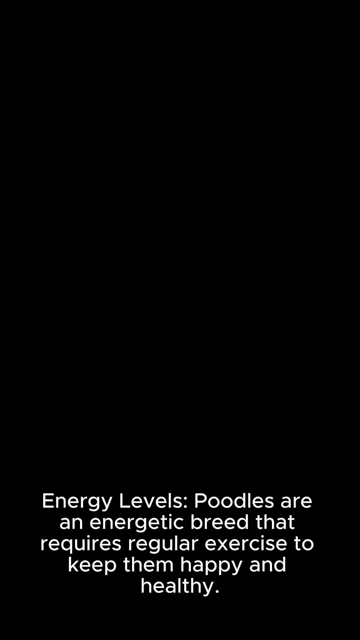 Energy Levels: Poodles are
an energetic breed that
requires regular exercise to
keep them happy and
healthy.